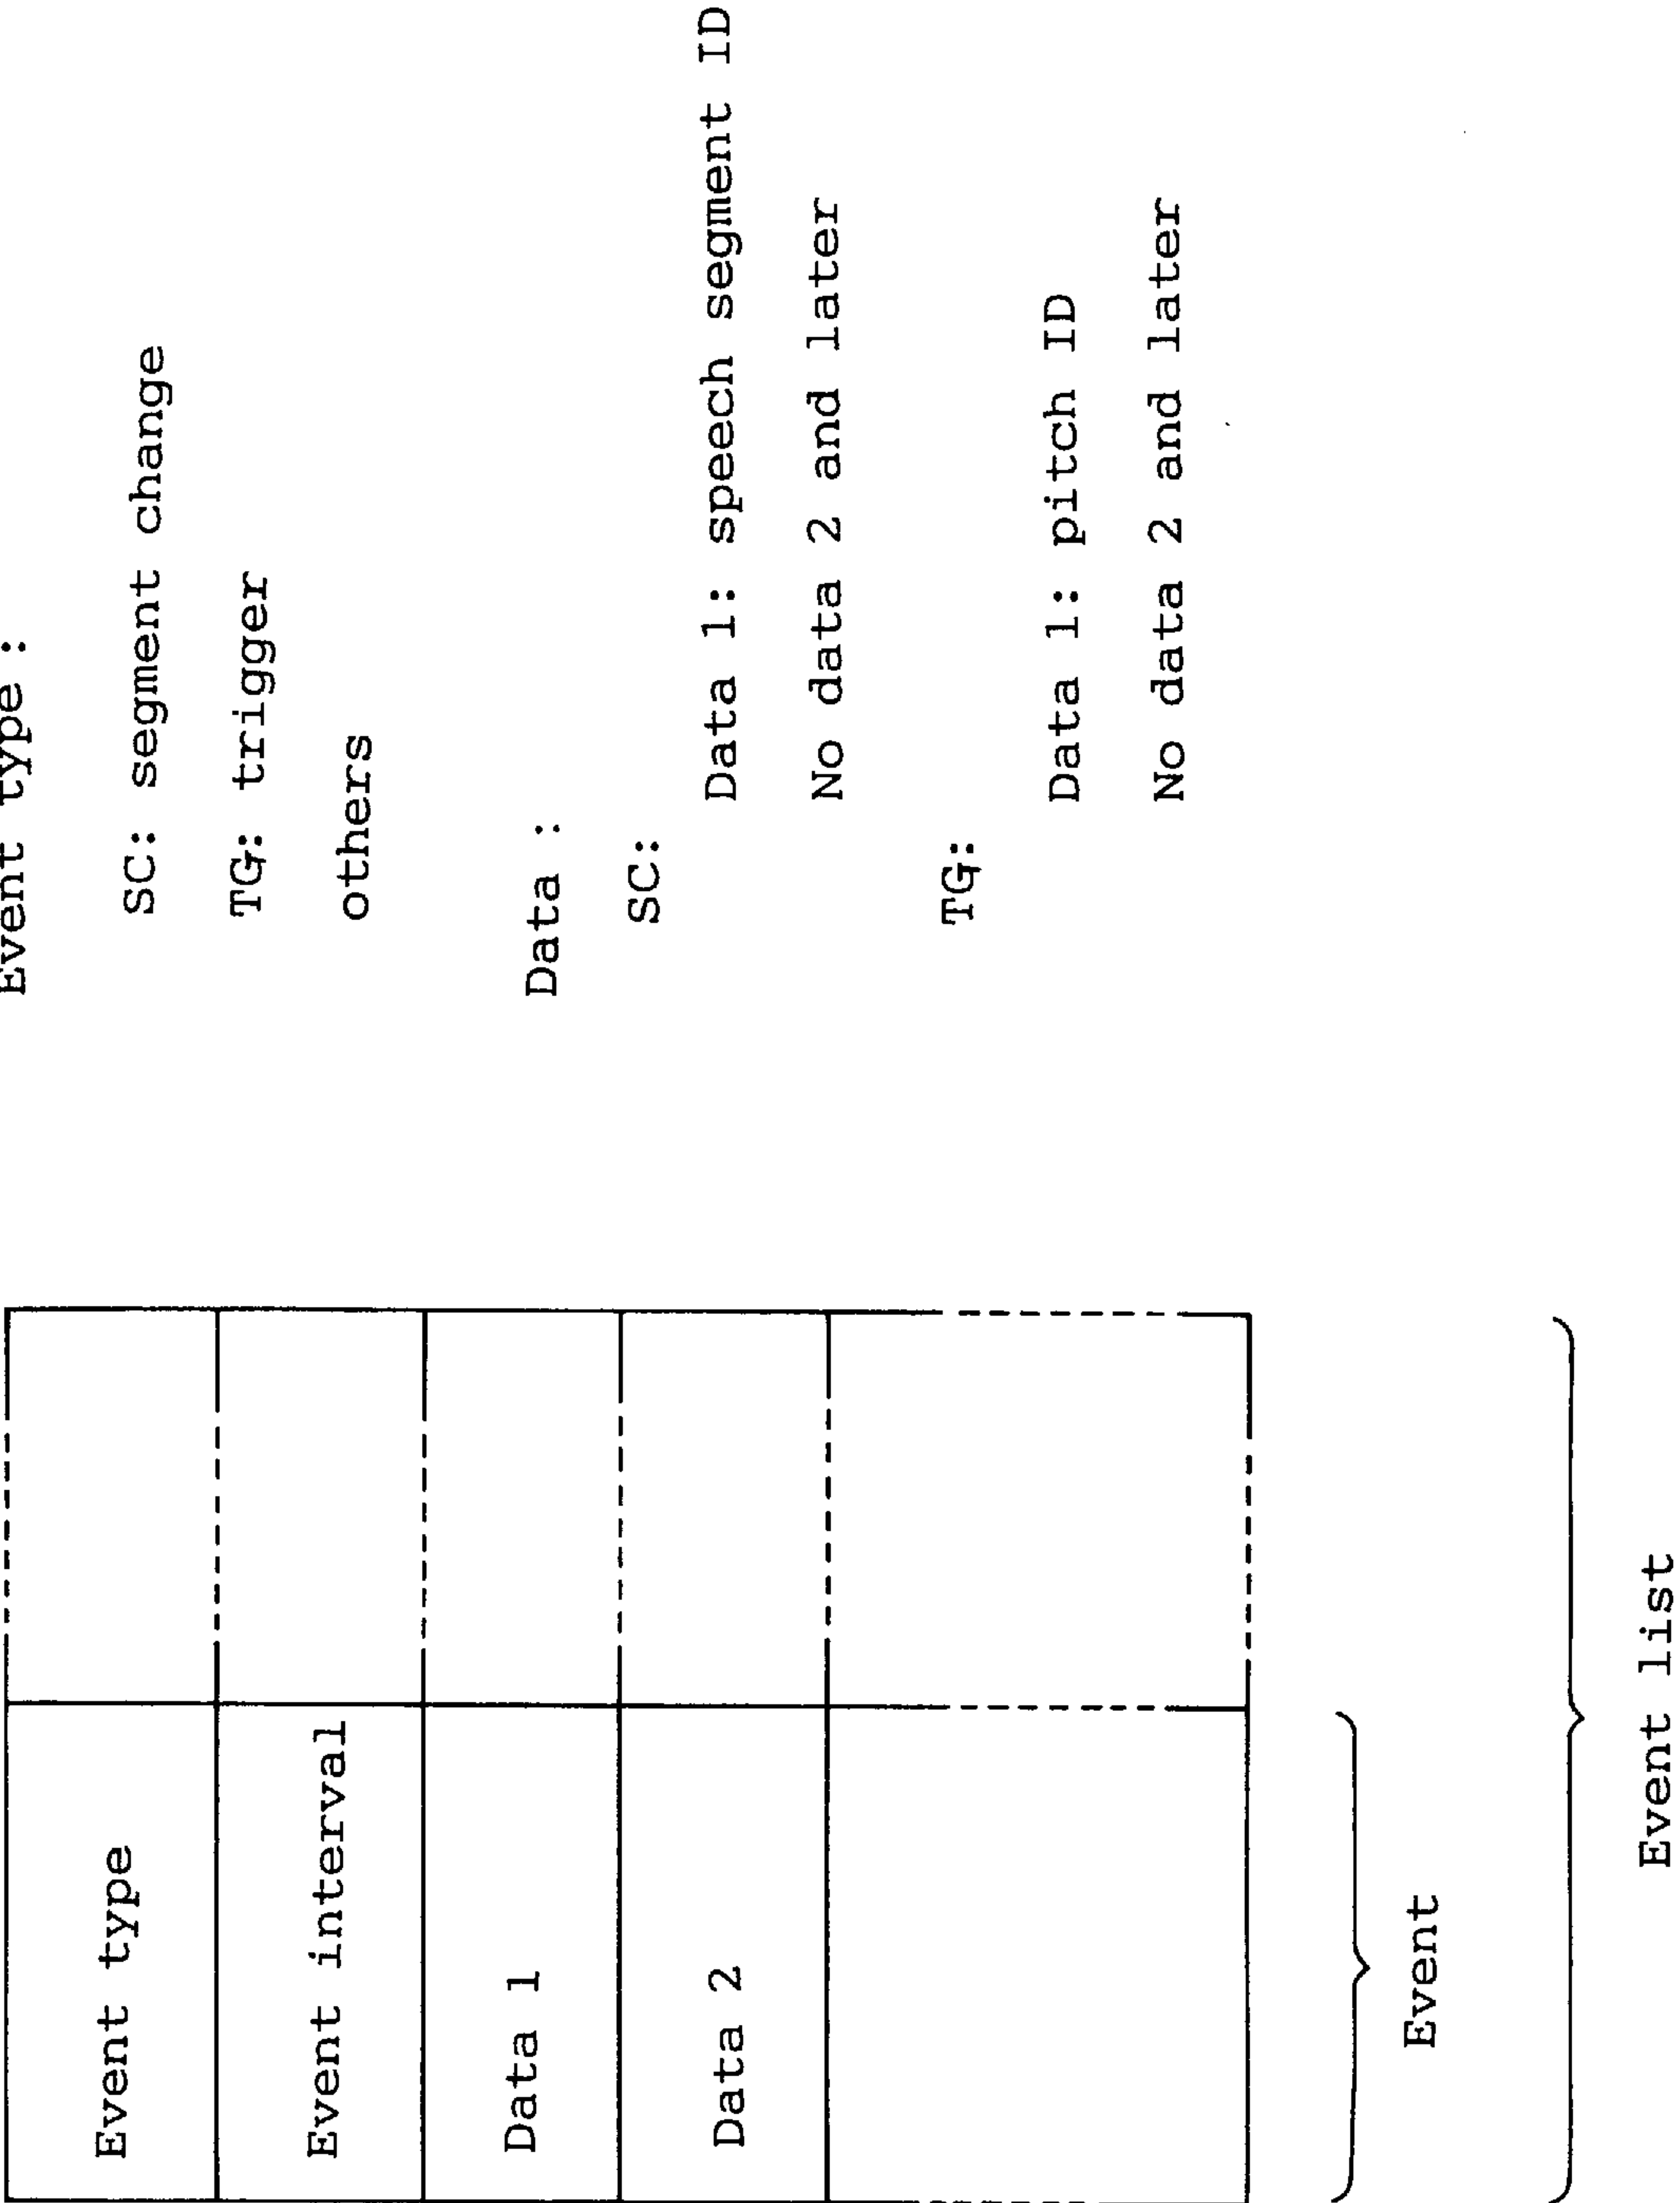 Event type
Event interval
Data 1
Data 2
Event
Event list
Event type :
SC: segment change
TG: trigger
others
Data :
SC:
Data 1: speech segment ID
No data 2 and later
TG:
Data 1: pitch ID
No data 2 and later